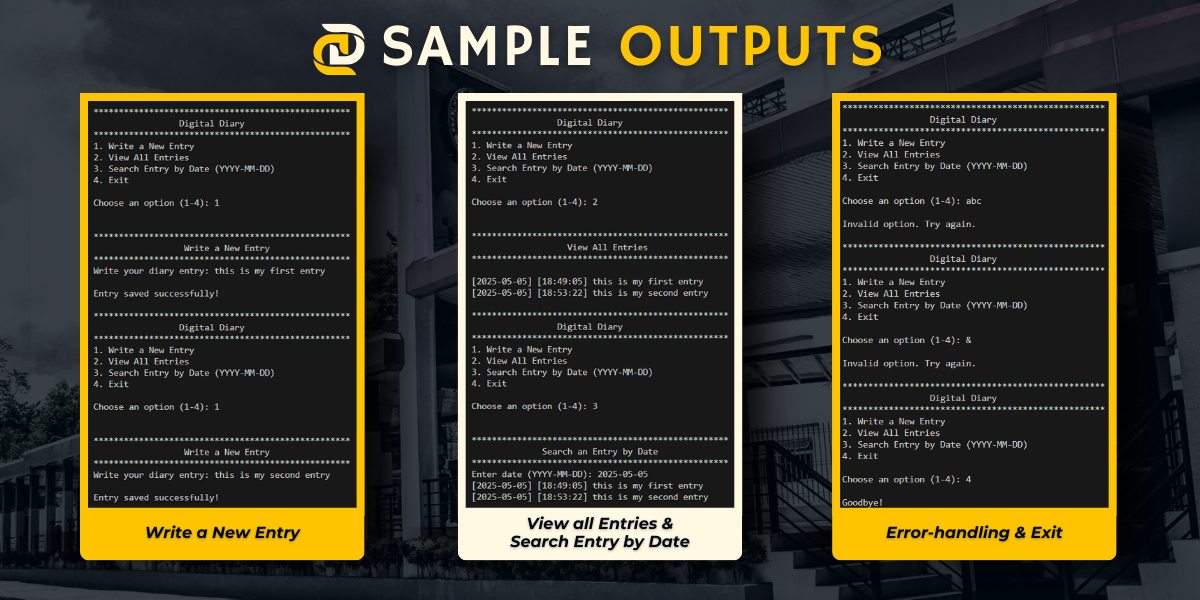 SAMPLE OUTPUTS
**************************************************
Digital Diary
**************************************************
1. Write a New Entry
2. View All Entries
3. Search Entry by Date (YYYY-MM-DD)
4. Exit
Choose an option (1-4): 1
**************************************************
Write a New Entry
**************************************************
Write your diary entry: this is my first entry
Entry saved successfully!
**************************************************
Digital Diary
**************************************************
1. Write a New Entry
2. View All Entries
3. Search Entry by Date (YYYY-MM-DD)
4. Exit
Choose an option (1-4): 1
**************************************************
Write a New Entry
**************************************************
Write your diary entry: this is my second entry
Entry saved successfully!
Write a New Entry
**************************************************
Digital Diary
**************************************************
1. Write a New Entry
2. View All Entries
3. Search Entry by Date (YYYY-MM-DD)
4. Exit
Choose an option (1-4): 2
**************************************************
View All Entries
**************************************************
[2025-05-05] [18:49:05] this is my first entry
[2025-05-05] [18:53:22] this is my second entry
**************************************************
Digital Diary
**************************************************
1. Write a New Entry
2. View All Entries
3. Search Entry by Date (YYYY-MM-DD)
4. Exit
Choose an option (1-4): 3
**************************************************
Search an Entry by Date
**************************************************
Enter date (YYYY-MM-DD): 2025-05-05
[2025-05-05] [18:49:05] this is my first entry
[2025-05-05] [18:53:22] this is my second entry
View all Entries &
Search Entry by Date
**************************************************
Digital Diary
**************************************************
1. Write a New Entry
2. View All Entries
3. Search Entry by Date (YYYY-MM-DD)
4. Exit
Choose an option (1-4): abc
Invalid option. Try again.
**************************************************
Digital Diary
**************************************************
1. Write a New Entry
2. View All Entries
3. Search Entry by Date (YYYY-MM-DD)
4. Exit
Choose an option (1-4): &
Invalid option. Try again.
**************************************************
Digital Diary
**************************************************
1. Write a New Entry
2. View All Entries
3. Search Entry by Date (YYYY-MM-DD)
4. Exit
Choose an option (1-4): 4
Goodbye!
Error-handling & Exit